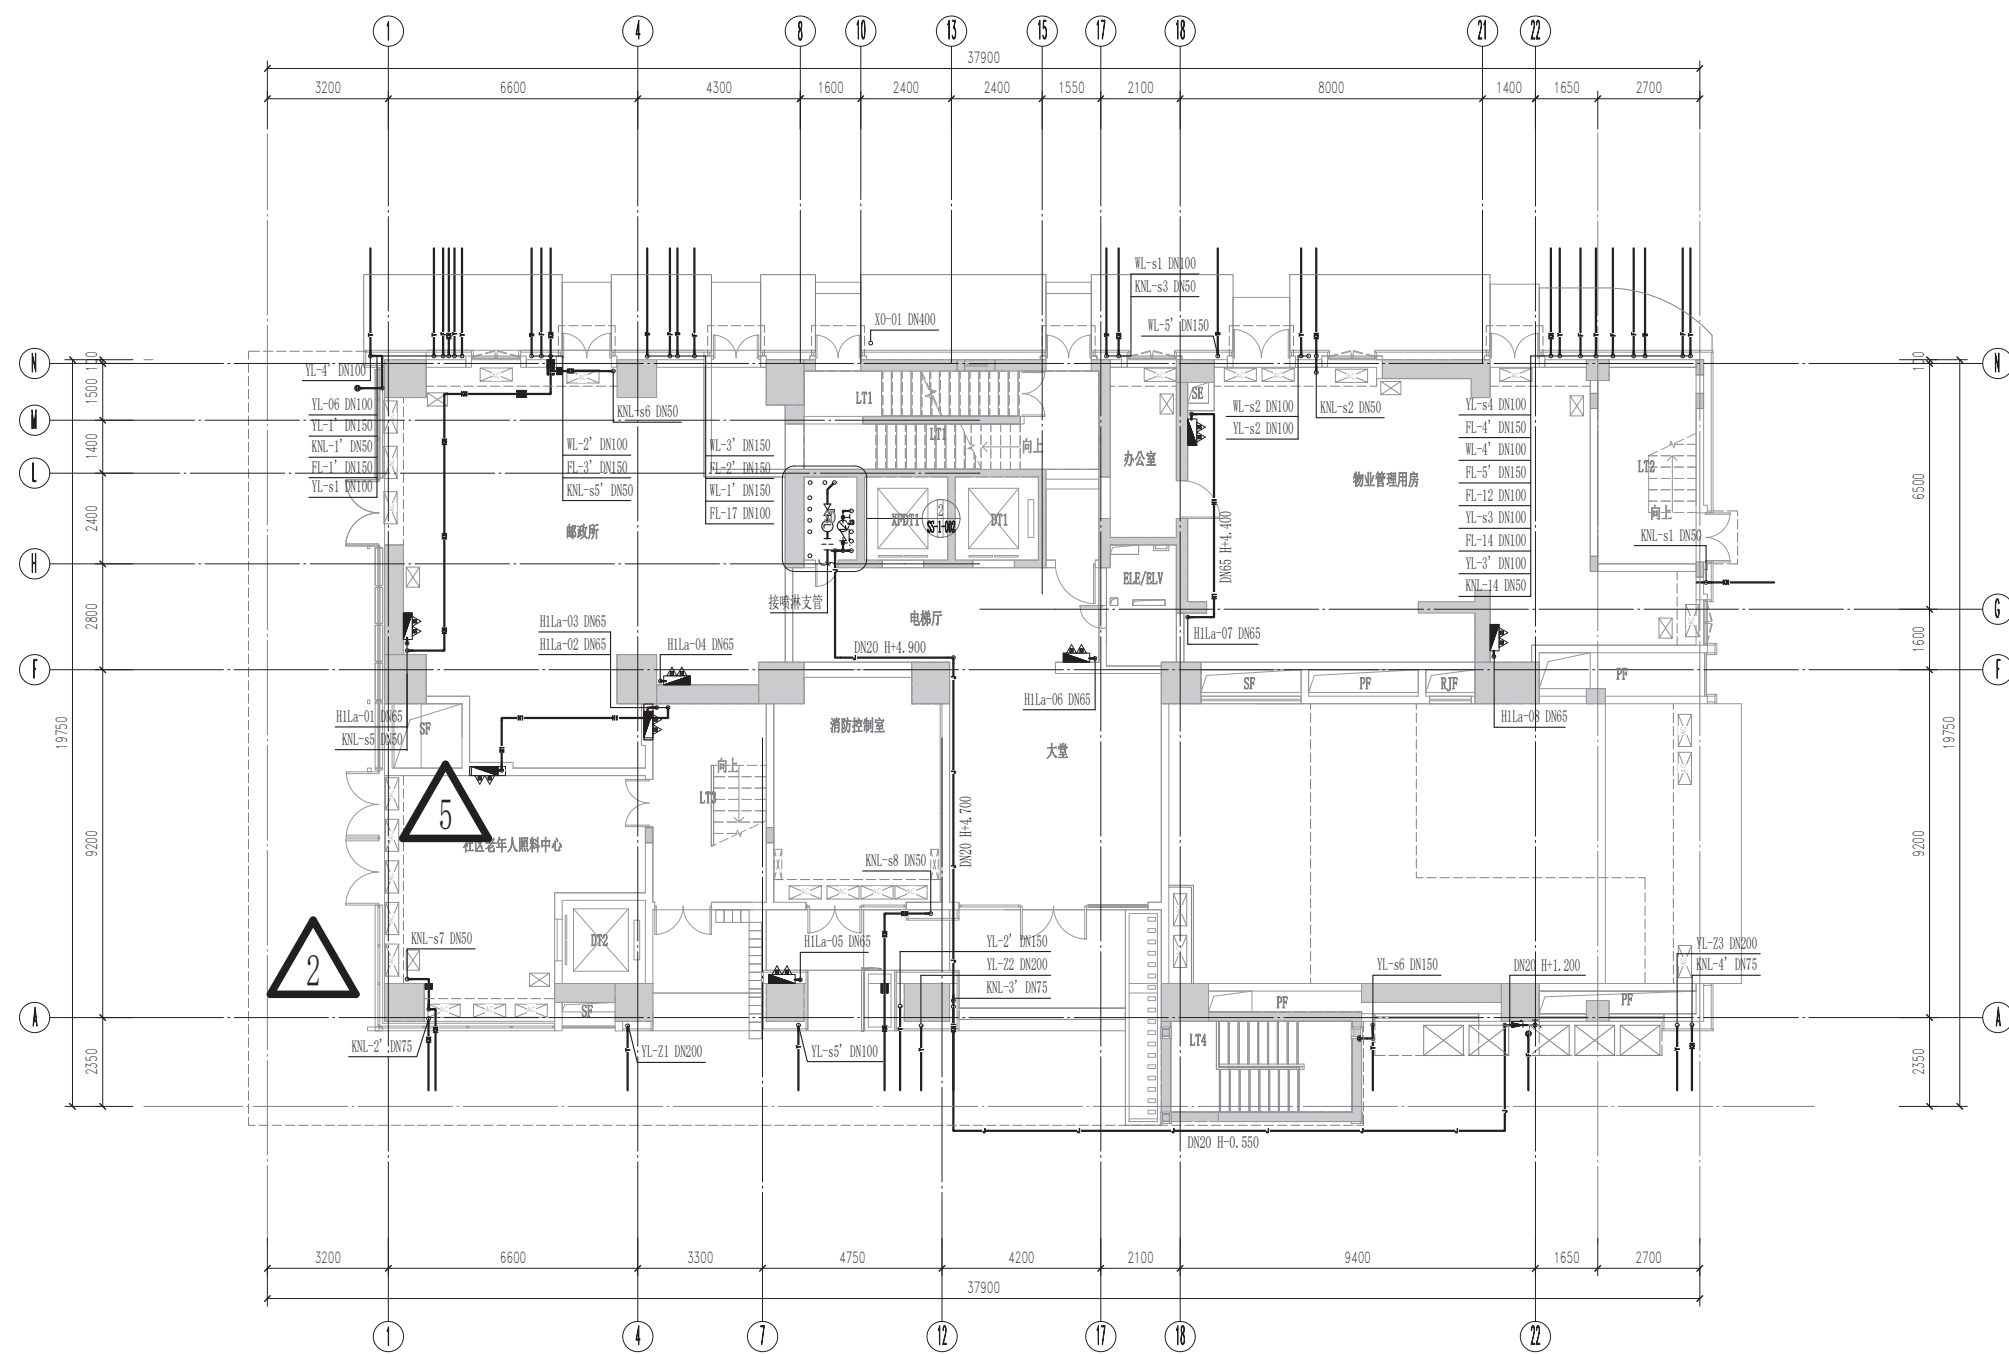 1 4 8 10 13 15 17 18 21 22
37900
3200 6600 4300 1600 2400 2400 1550 2100 8000 1400 1650 2700
WL-s1 DN100
KNL-s3 DN50
XO-01 DN400
WL-5' DN150
N
N
110
1500
1400
2400
2800
9200
2350
19750
M
L
H
F
A
110
6500
1600
9200
2350
19750
G
F
A
YL-4' DN100
YL-06 DN100
YL-1' DN150
KNL-1' DN50
FL-1' DN150
YL-s1 DN100
KNL-s6 DN50
WL-2' DN100
FL-3' DN150
KNL-s5' DN50
WL-3' DN150
FL-2' DN150
WL-1' DN150
FL-17 DN100
LT1
LT1
向上
办公室
SE
WL-s2 DN100
YL-s2 DN100
KNL-s2 DN50
YL-s4 DN100
FL-4' DN150
WL-4' DN100
FL-5' DN150
FL-12 DN100
YL-s3 DN100
FL-14 DN100
YL-3' DN100
KNL-14 DN50
物业管理用房
LT2
向上
KNL-s1 DN50
邮政所
XFDT1
2
SS-1-002
DT1
DN65 H+4.400
ELE/ELV
接喷淋支管
电梯厅
DN20 H+4.900
H1La-03 DN65
H1La-02 DN65
H1La-04 DN65
H1La-07 DN65
H1La-06 DN65
H1La-01 DN65
KNL-s5 DN50
SF
SF
PF
RJF
PF
H1La-08 DN65
消防控制室
大堂
向上
LT3
5
社区老年人照料中心
DN20 H+4.700
KNL-s8 DN50
2
KNL-s7 DN50
DT2
H1La-05 DN65
YL-2' DN150
YL-Z2 DN200
KNL-3' DN75
YL-s6 DN150
DN20 H+1.200
YL-Z3 DN200
KNL-4' DN75
SF
PF
PF
KNL-2' DN75
YL-Z1 DN200
YL-s5' DN100
LT4
DN20 H-0.550
3200 6600 3300 4750 4200 2100 9400 1650 2700
37900
1 4 7 12 17 18 22